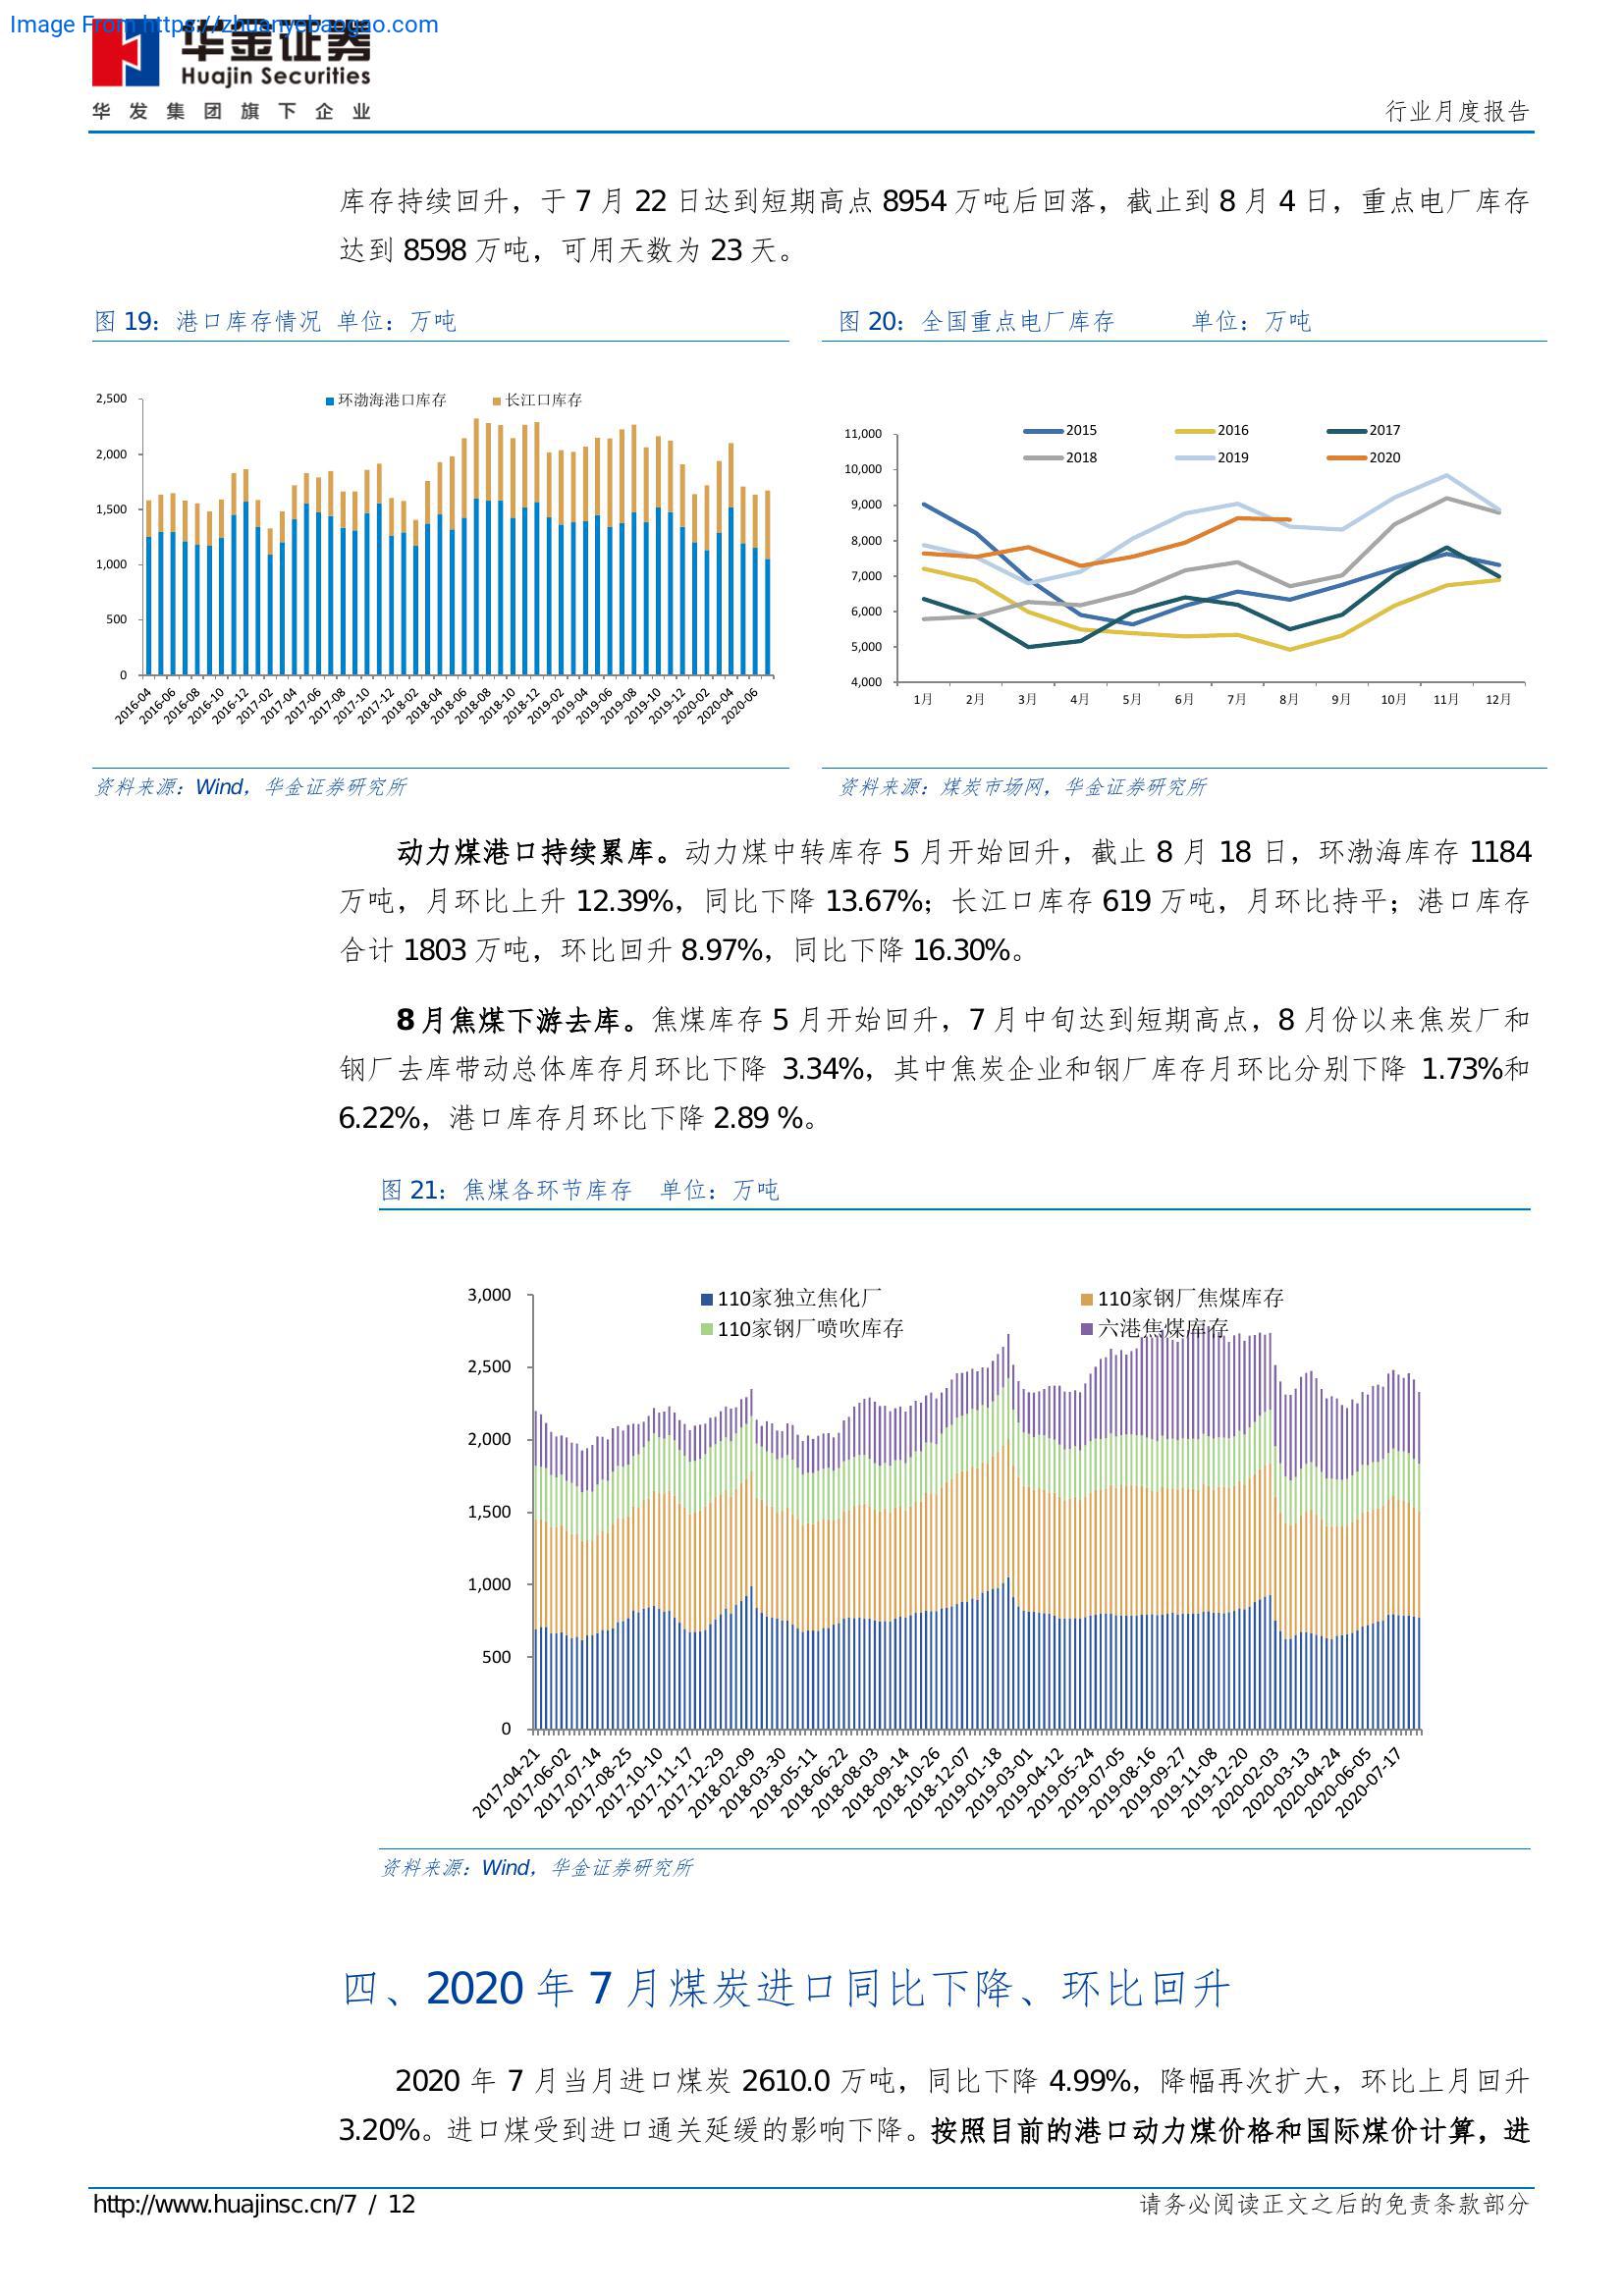 Image From https://zhuanyebaogao.com
华金证券
Huajin Securities
华发集团旗下企业
行业月度报告
库存持续回升，于 7 月 22 日达到短期高点 8954 万吨后回落，截止到 8 月 4 日，重点电厂库存
达到 8598 万吨，可用天数为 23 天。
图 19：港口库存情况 单位：万吨
2,500
2,000
1,500
1,000
500
0
环渤海港口库存
长江口库存
2016-04
2016-06
2016-08
2016-10
2016-12
2017-02
2017-04
2017-06
2017-08
2017-10
2017-12
2018-02
2018-04
2018-06
2018-08
2018-10
2018-12
2019-02
2019-04
2019-06
2019-08
2019-10
2019-12
2020-02
2020-04
2020-06
资料来源：Wind，华金证券研究所
图 20：全国重点电厂库存 单位：万吨
11,000
10,000
9,000
8,000
7,000
6,000
5,000
4,000
2015 2016 2017
2018 2019 2020
1月 2月 3月 4月 5月 6月 7月 8月 9月 10月 11月 12月
资料来源：煤炭市场网，华金证券研究所
动力煤港口持续累库。动力煤中转库存 5 月开始回升，截止 8 月 18 日，环渤海库存 1184
万吨，月环比上升 12.39%，同比下降 13.67%；长江口库存 619 万吨，月环比持平；港口库存
合计 1803 万吨，环比回升 8.97%，同比下降 16.30%。
8 月焦煤下游去库。焦煤库存 5 月开始回升，7 月中旬达到短期高点，8 月份以来焦炭厂和
钢厂去库带动总体库存月环比下降 3.34%，其中焦炭企业和钢厂库存月环比分别下降 1.73%和
6.22%，港口库存月环比下降 2.89 %。
图 21：焦煤各环节库存 单位：万吨
3,000
2,500
2,000
1,500
1,000
500
0
110家独立焦化厂
110家钢厂焦煤库存
110家钢厂喷吹库存
六港焦煤库存
2017-04-21
2017-06-02
2017-07-14
2017-08-25
2017-10-10
2017-11-17
2017-12-29
2018-02-09
2018-03-30
2018-05-11
2018-06-22
2018-08-03
2018-09-14
2018-10-26
2018-12-07
2019-01-18
2019-03-01
2019-04-12
2019-05-24
2019-07-05
2019-08-16
2019-09-27
2019-11-08
2019-12-20
2020-02-03
2020-03-13
2020-04-24
2020-06-05
2020-07-17
资料来源：Wind，华金证券研究所
四、2020 年 7 月煤炭进口同比下降、环比回升
2020 年 7 月当月进口煤炭 2610.0 万吨，同比下降 4.99%，降幅再次扩大，环比上月回升
3.20%。进口煤受到进口通关延缓的影响下降。按照目前的港口动力煤价格和国际煤价计算，进
http://www.huajinsc.cn/7 / 12
请务必阅读正文之后的免责条款部分